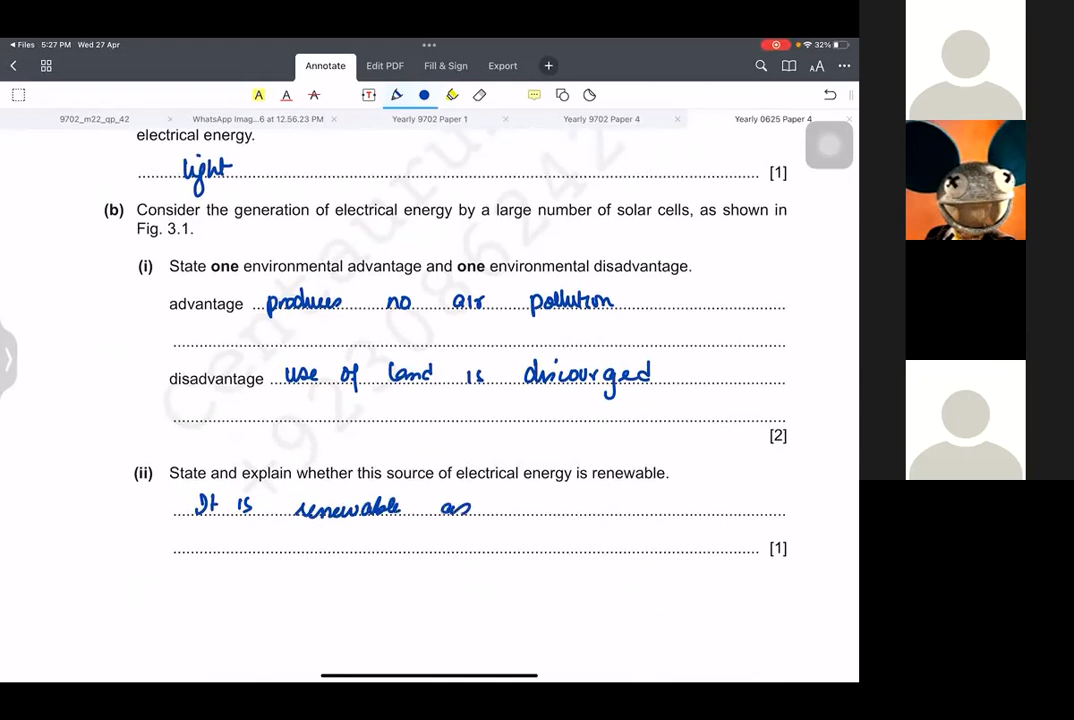 Files 5:27 PM Wed 27 Apr 32%
Annotate Edit PDF Fill & Sign Export
9702_m22_qp_42 WhatsApp Imag...6 at 12.56.23 PM Yearly 9702 Paper 1 Yearly 9702 Paper 4 Yearly 0625 Paper 4
electrical energy.
light [1]
(b) Consider the generation of electrical energy by a large number of solar cells, as shown in
Fig. 3.1.
(i) State one environmental advantage and one environmental disadvantage.
advantage produces no air pollution
disadvantage use of land is discourged
[2]
(ii) State and explain whether this source of electrical energy is renewable.
It is renewable as
[1]
Centauru
+923086242